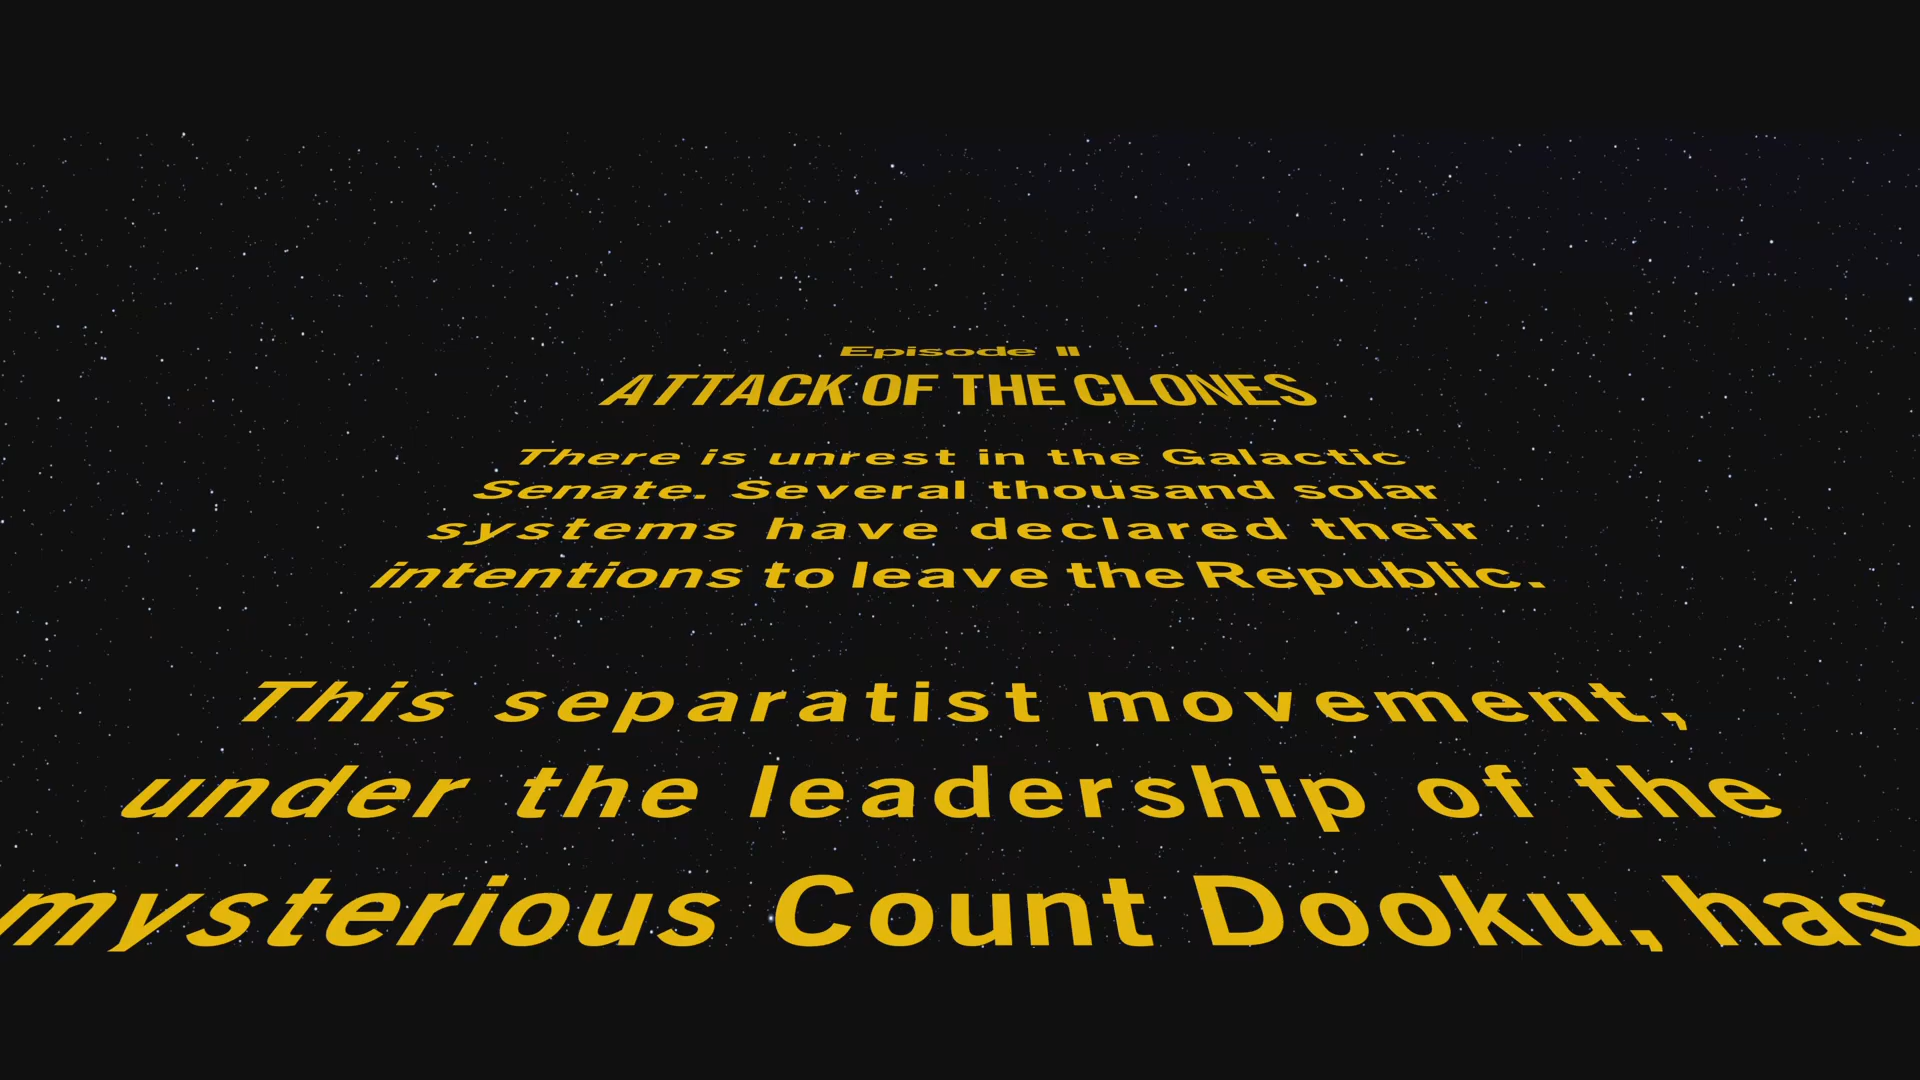 Episode II
ATTACK OF THE CLONES
There is unrest in the Galactic
Senate. Several thousand solar
systems have declared their
intentions to leave the Republic.
This separatist movement,
under the leadership of the
mysterious Count Dooku, has